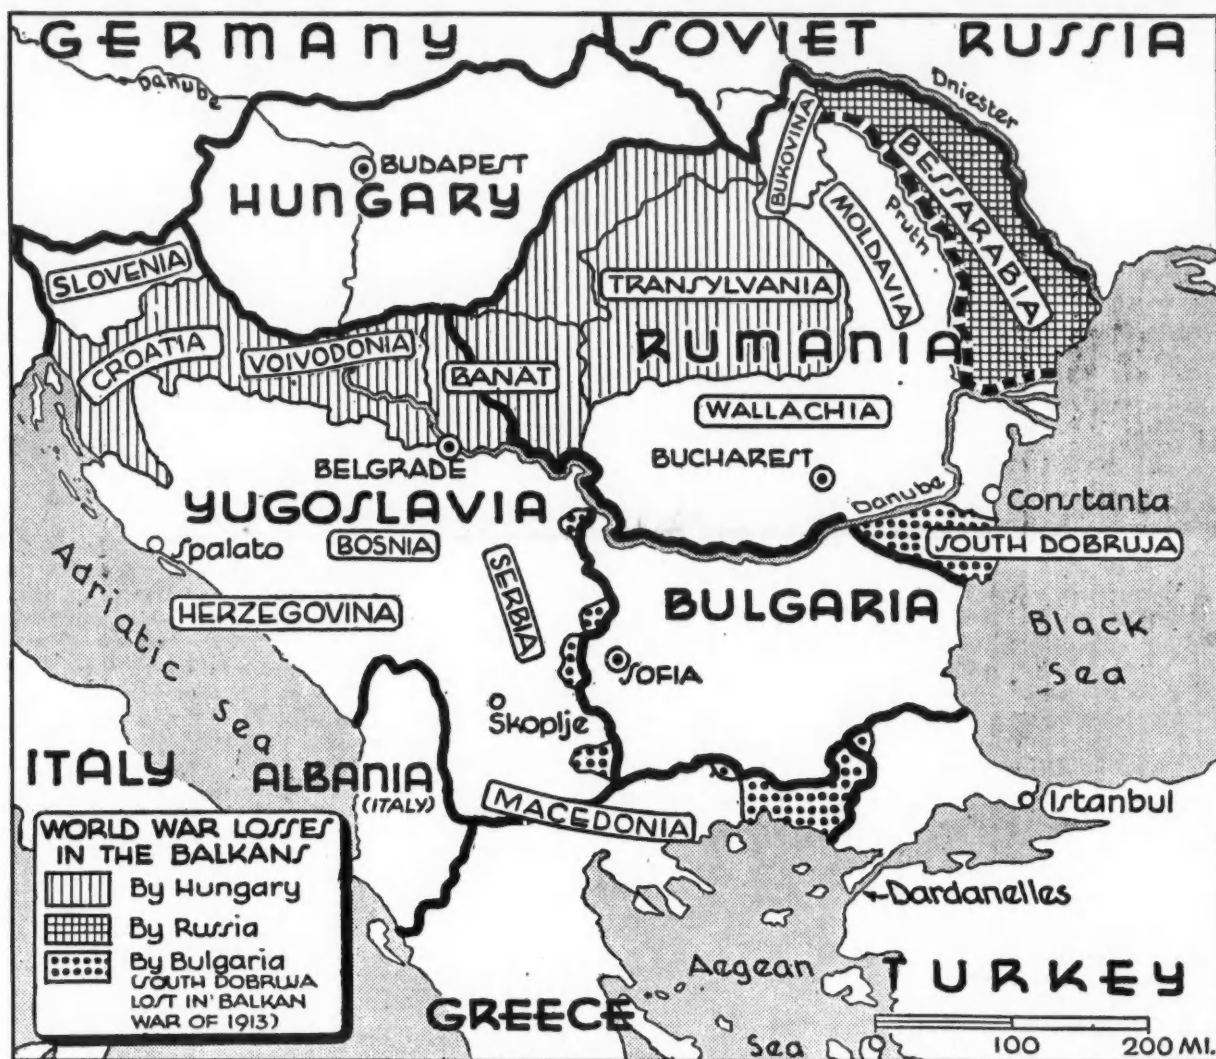 GERMANY
SOVIET RUSSIA
Danube
Dniester
BUKOVINA
BESSARABIA
BUDAPEST
HUNGARY
MOLDAVIA
Pruth
SLOVENIA
TRANSYLVANIA
CROATIA
VOIVODONIA
BANAT
RUMANIA
WALLACHIA
BELGRADE
BUCHAREST
Danube
YUGOSLAVIA
Constanta
Spalato
BOSNIA
SOUTH DOBRUJA
SERBIA
HERZEGOVINA
BULGARIA
Adriatic Sea
Black
Sea
SOFIA
Skoplje
ITALY
ALBANIA
(ITALY)
MACEDONIA
Istanbul
WORLD WAR LOSSES
IN THE BALKANS
By Hungary
By Russia
By Bulgaria
(SOUTH DOBRUJA
LOST IN BALKAN
WAR OF 1913)
Dardanelles
Aegean
Sea
TURKEY
GREECE
0 100 200 MI.